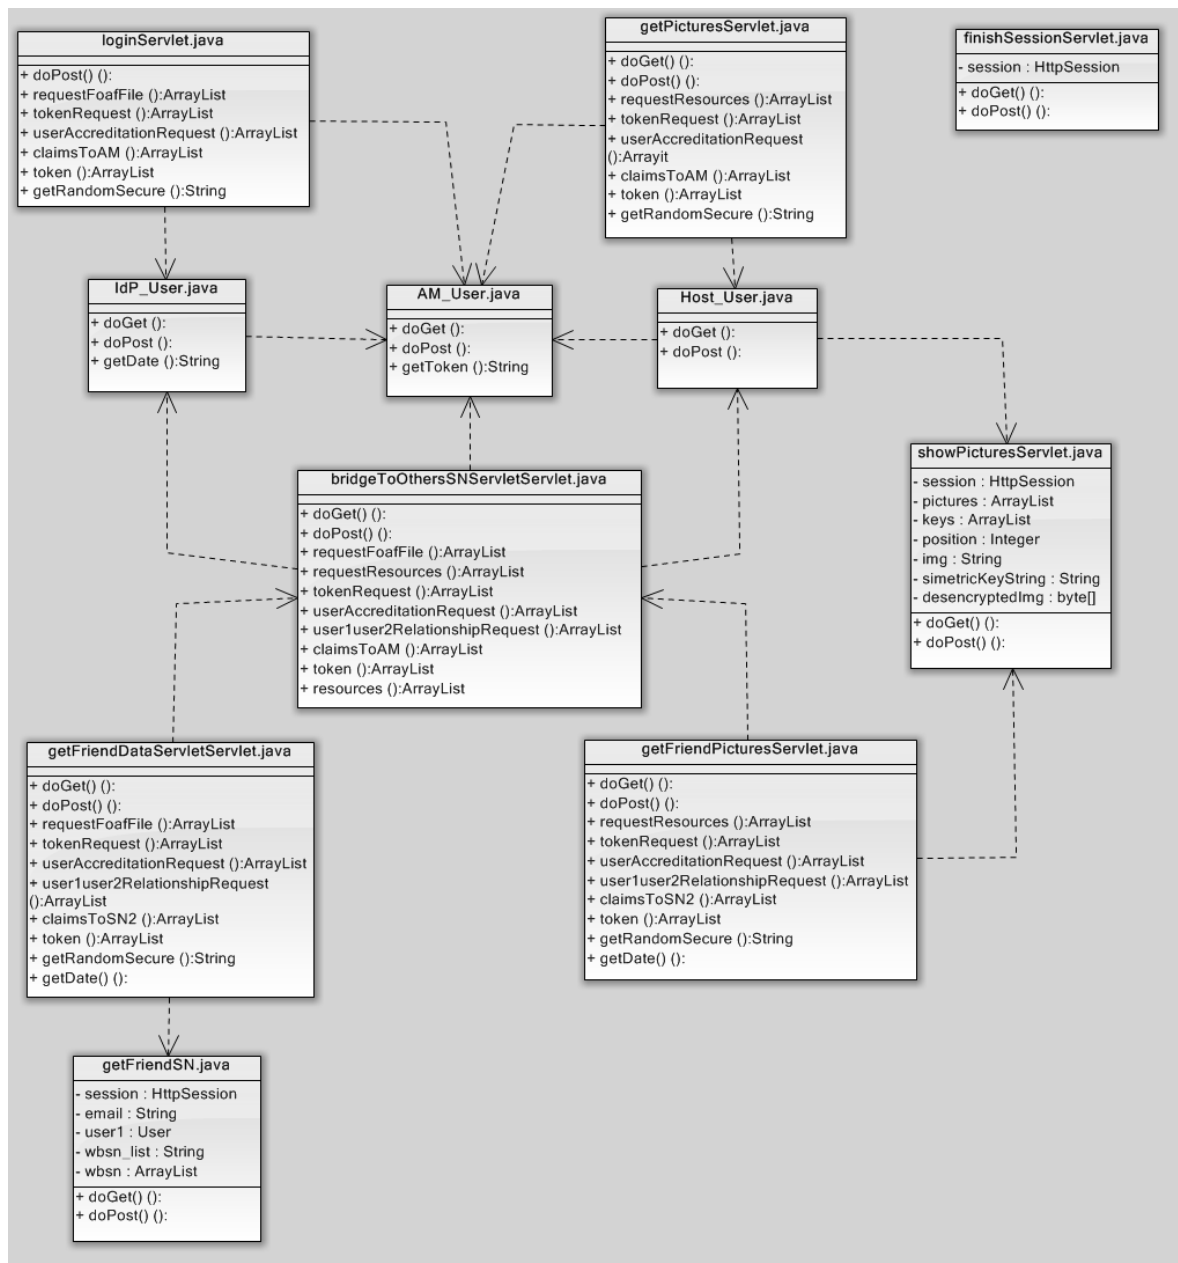 loginServlet.java
+ doPost() ():
+ requestFoafFile ():ArrayList
+ tokenRequest ():ArrayList
+ userAccreditationRequest ():ArrayList
+ claimsToAM ():ArrayList
+ token ():ArrayList
+ getRandomSecure ():String
getPicturesServlet.java
+ doGet() ():
+ doPost() ():
+ requestResources ():ArrayList
+ tokenRequest ():ArrayList
+ userAccreditationRequest
():Arrayit
+ claimsToAM ():ArrayList
+ token ():ArrayList
+ getRandomSecure ():String
finishSessionServlet.java
- session : HttpSession
+ doGet() ():
+ doPost() ():
IdP_User.java
+ doGet ():
+ doPost ():
+ getDate ():String
AM_User.java
+ doGet ():
+ doPost ():
+ getToken ():String
Host_User.java
+ doGet ():
+ doPost ():
showPicturesServlet.java
- session : HttpSession
- pictures : ArrayList
- keys : ArrayList
- position : Integer
- img : String
- simetricKeyString : String
- desencryptedImg : byte[]
+ doGet() ():
+ doPost() ():
bridgeToOthersSNServletServlet.java
+ doGet() ():
+ doPost() ():
+ requestFoafFile ():ArrayList
+ requestResources ():ArrayList
+ tokenRequest ():ArrayList
+ userAccreditationRequest ():ArrayList
+ user1user2RelationshipRequest ():ArrayList
+ claimsToAM ():ArrayList
+ token ():ArrayList
+ resources ():ArrayList
getFriendDataServletServlet.java
+ doGet() ():
+ doPost() ():
+ requestFoafFile ():ArrayList
+ tokenRequest ():ArrayList
+ userAccreditationRequest ():ArrayList
+ user1user2RelationshipRequest
():ArrayList
+ claimsToSN2 ():ArrayList
+ token ():ArrayList
+ getRandomSecure ():String
+ getDate() ():
getFriendPicturesServlet.java
+ doGet() ():
+ doPost() ():
+ requestResources ():ArrayList
+ tokenRequest ():ArrayList
+ userAccreditationRequest ():ArrayList
+ user1user2RelationshipRequest ():ArrayList
+ claimsToSN2 ():ArrayList
+ token ():ArrayList
+ getRandomSecure ():String
+ getDate() ():
getFriendSN.java
- session : HttpSession
- email : String
- user1 : User
- wbsn_list : String
- wbsn : ArrayList
+ doGet() ():
+ doPost() ():